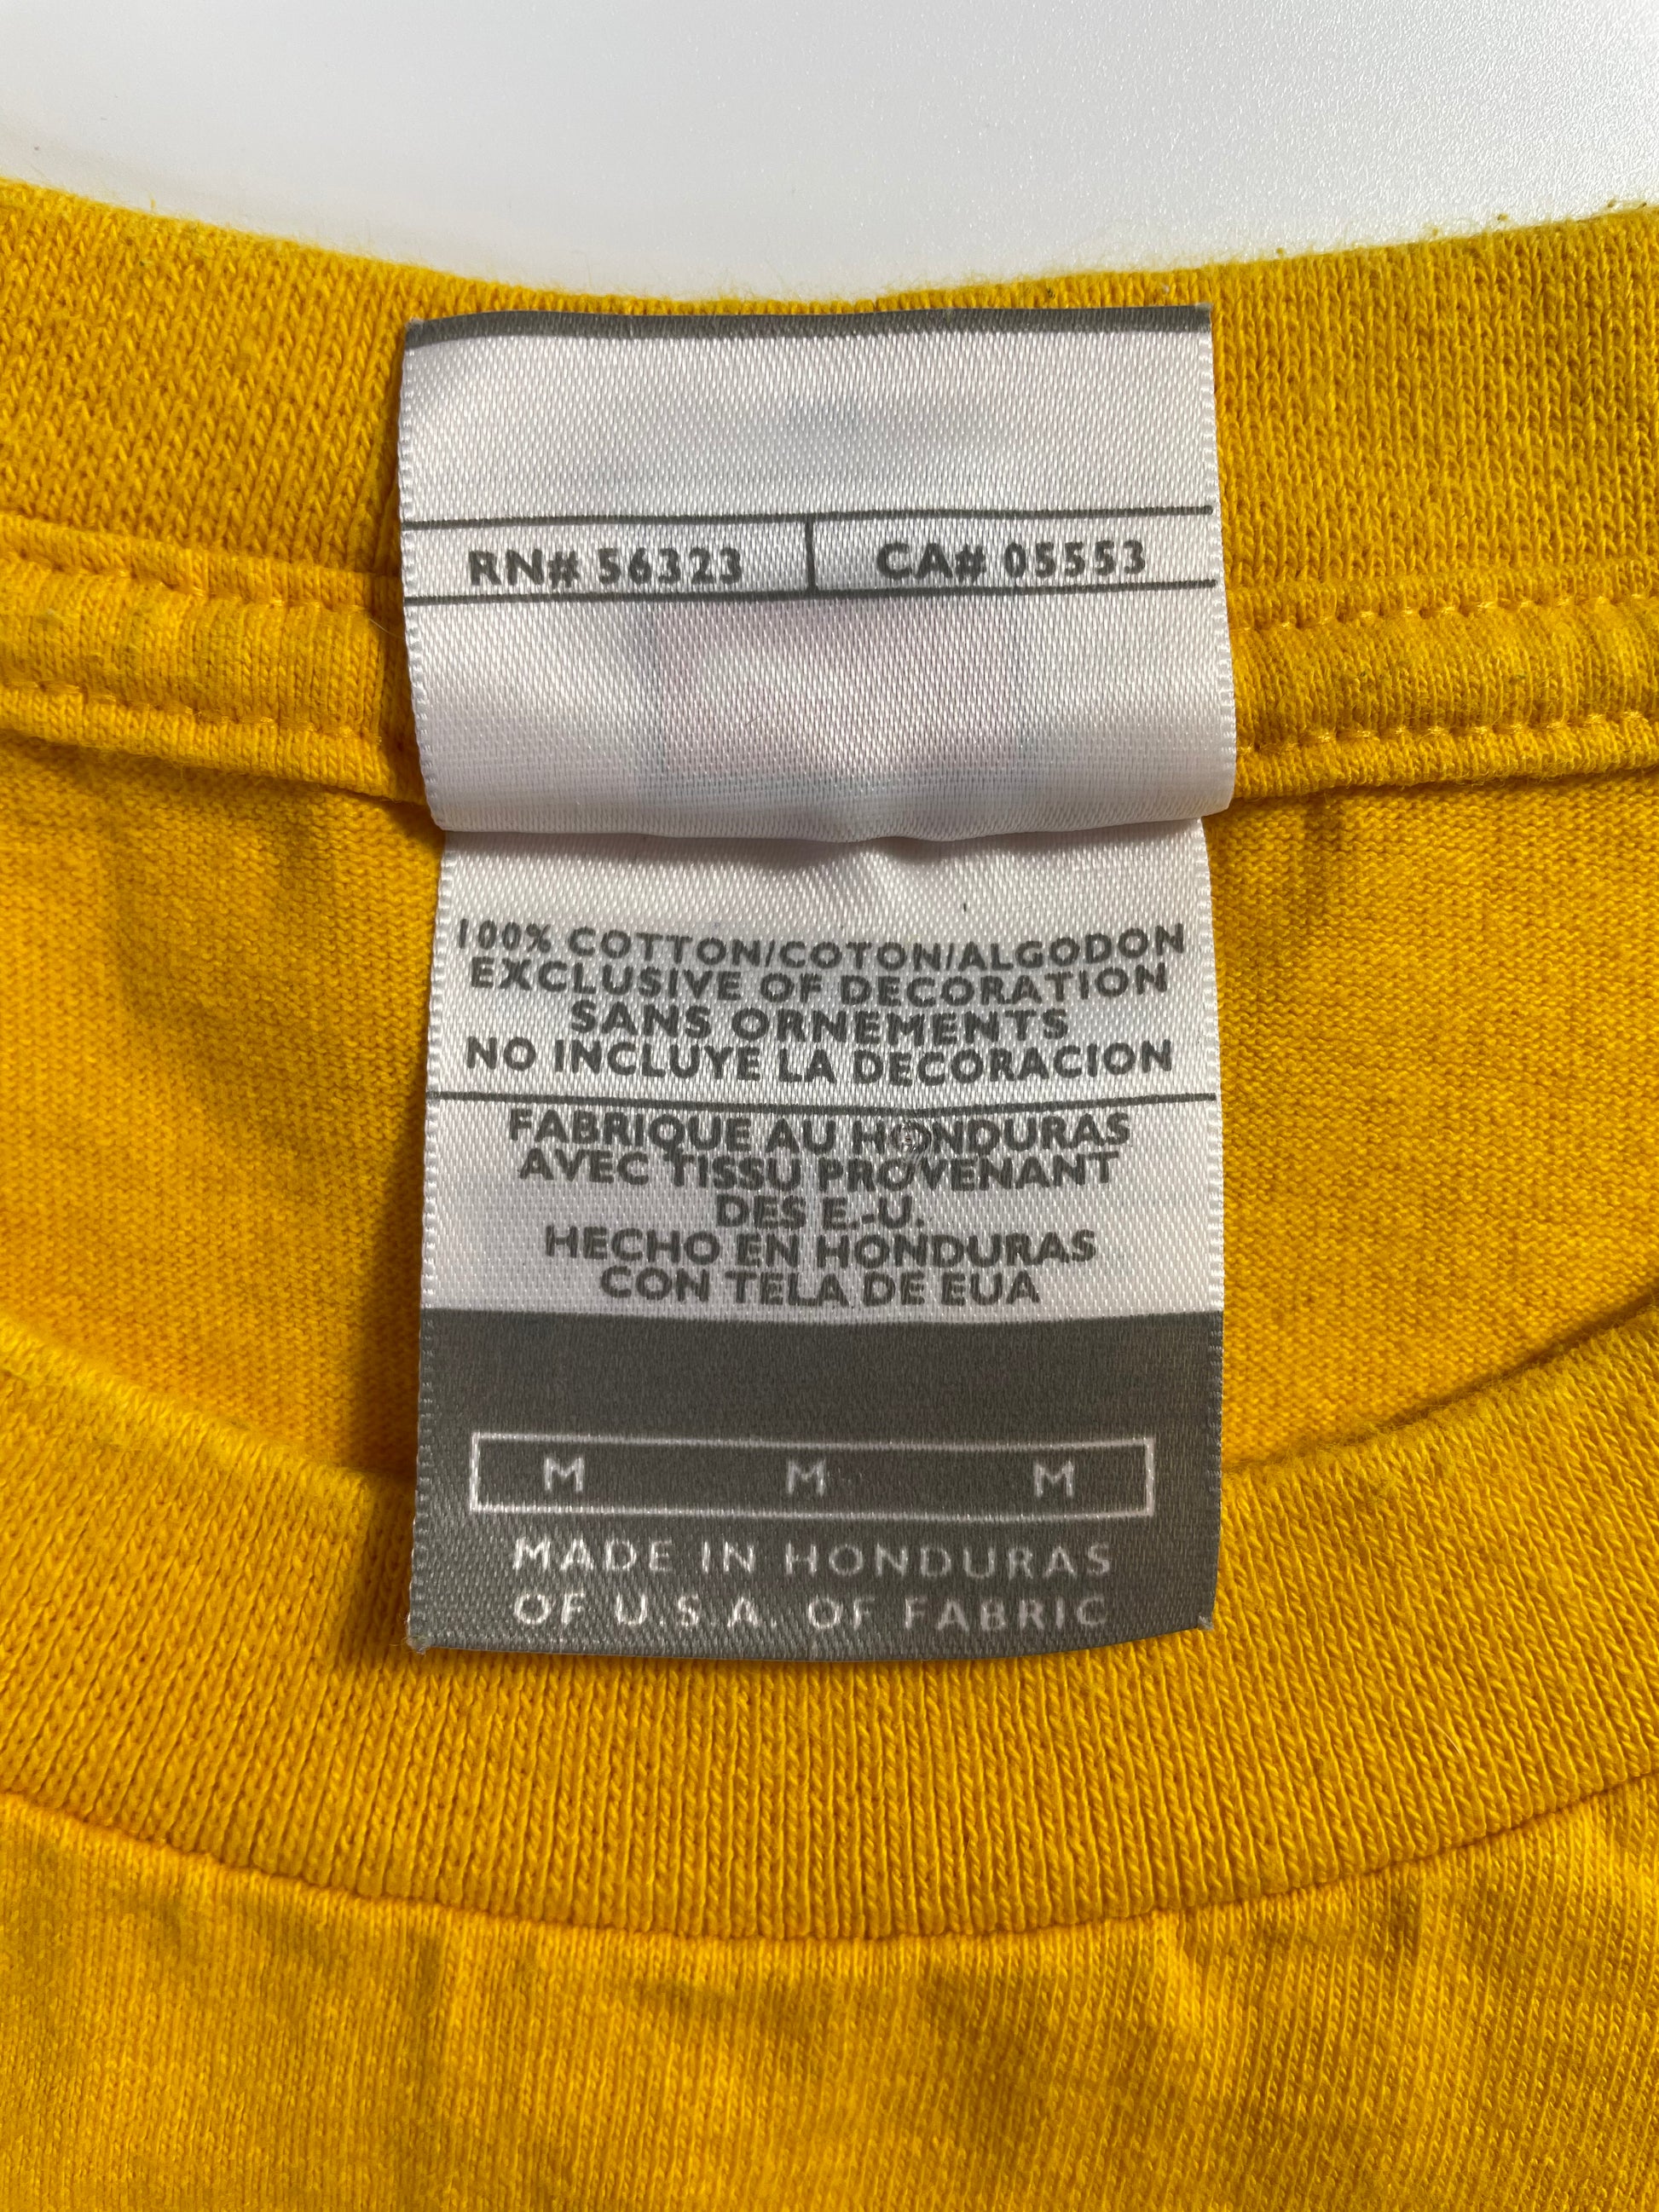 RN# 56323 CA# 05553
100% COTTON/COTON/ALGODON
EXCLUSIVE OF DECORATION
SANS ORNEMENTS
NO INCLUYE LA DECORACION
FABRIQUE AU HONDURAS
AVEC TISSU PROVENANT
DES E.-U.
HECHO EN HONDURAS
CON TELA DE EUA
M M M
MADE IN HONDURAS
OF U.S.A. OF FABRIC